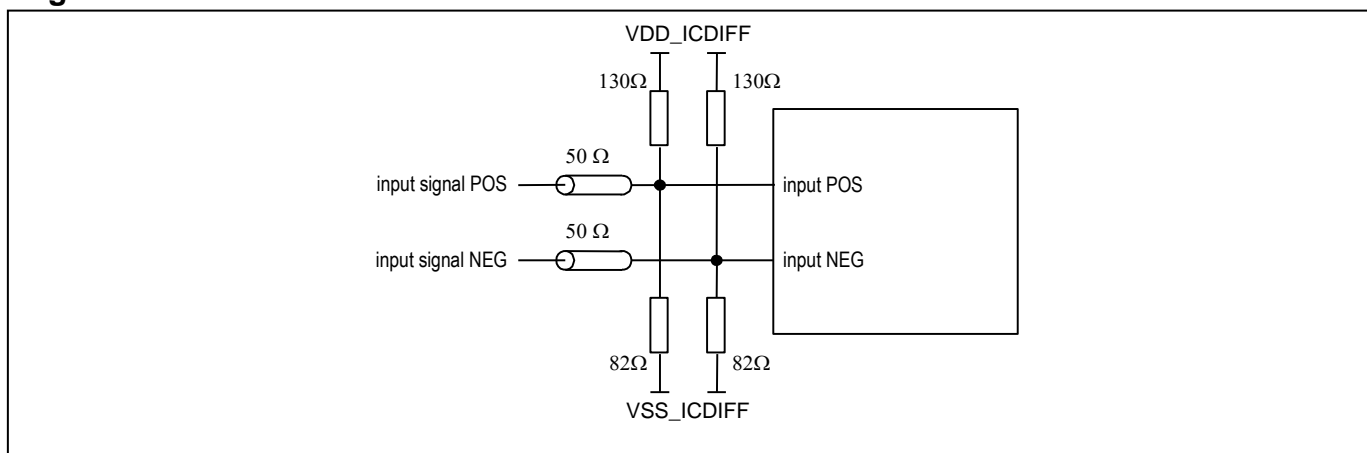 VDD_ICDIFF
130Ω 130Ω
50 Ω
input signal POS input POS
50 Ω
input signal NEG input NEG
82Ω 82Ω
VSS_ICDIFF